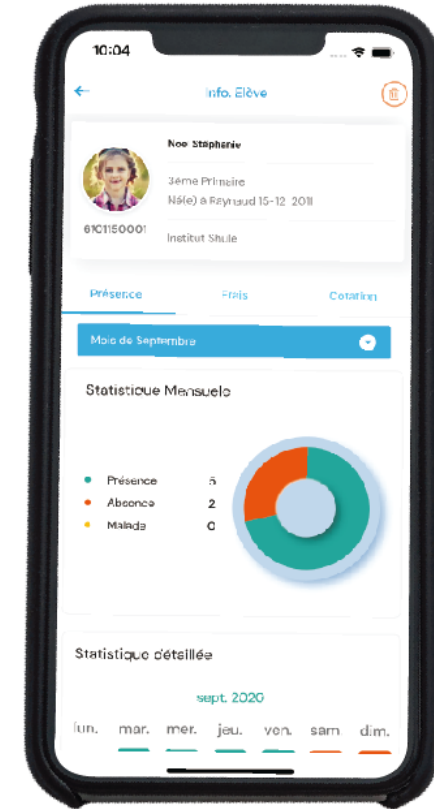 10:04
Info. Elève
Noe Stéphanie
3ème Primaire
Né(e) à Raynaud 15-12 2011
6101150001
Institut Shule
Présence Frais Cotation
Mois de Septembre
Statistique Mensuele
Présence 5
Absence 2
Malade 0
Statistique détaillée
sept. 2020
lun. mar. mer. jeu. ven. sam. dim.